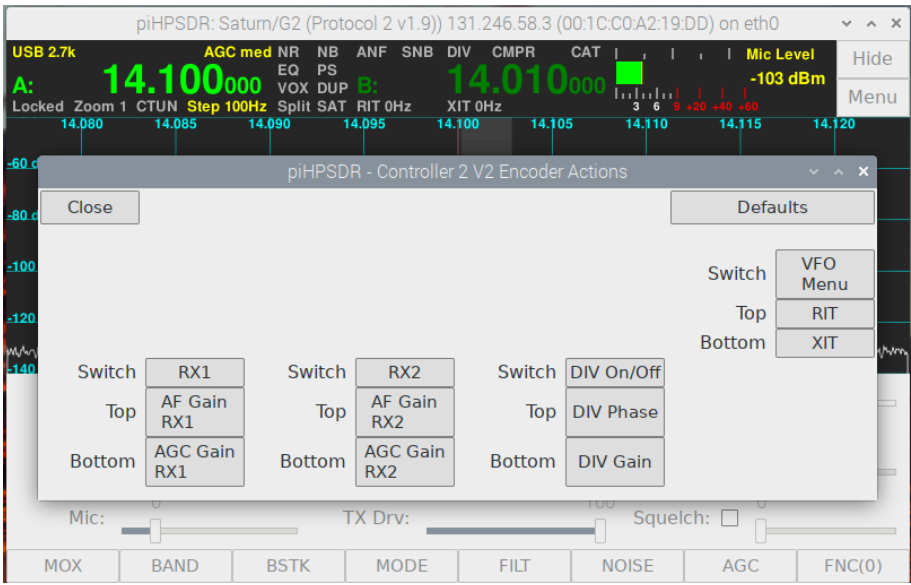 piHPSDR: Saturn/G2 (Protocol 2 v1.9)) 131.246.58.3 (00:1C:C0:A2:19:DD) on eth0
USB 2.7k AGC med NR NB ANF SNB DIV CMPR CAT Mic Level Hide
EQ PS
A: 14.100000 VOX DUP B: 14.010000 -103 dBm
Locked Zoom 1 CTUN Step 100Hz Split SAT RIT 0Hz XIT 0Hz 3 6 9 +20 +40 +60 Menu
14.080 14.085 14.090 14.095 14.100 14.105 14.110 14.115 14.120
-60 d
piHPSDR - Controller 2 V2 Encoder Actions
Close Defaults
-80 d
-100
Switch VFO Menu
-120
Top RIT
Bottom XIT
-140
Switch RX1 Switch RX2 Switch DIV On/Off
Top AF Gain RX1 Top AF Gain RX2 Top DIV Phase
Bottom AGC Gain RX1 Bottom AGC Gain RX2 Bottom DIV Gain
0 100 0
Mic: TX Drv: Squelch:
MOX BAND BSTK MODE FILT NOISE AGC FNC(0)